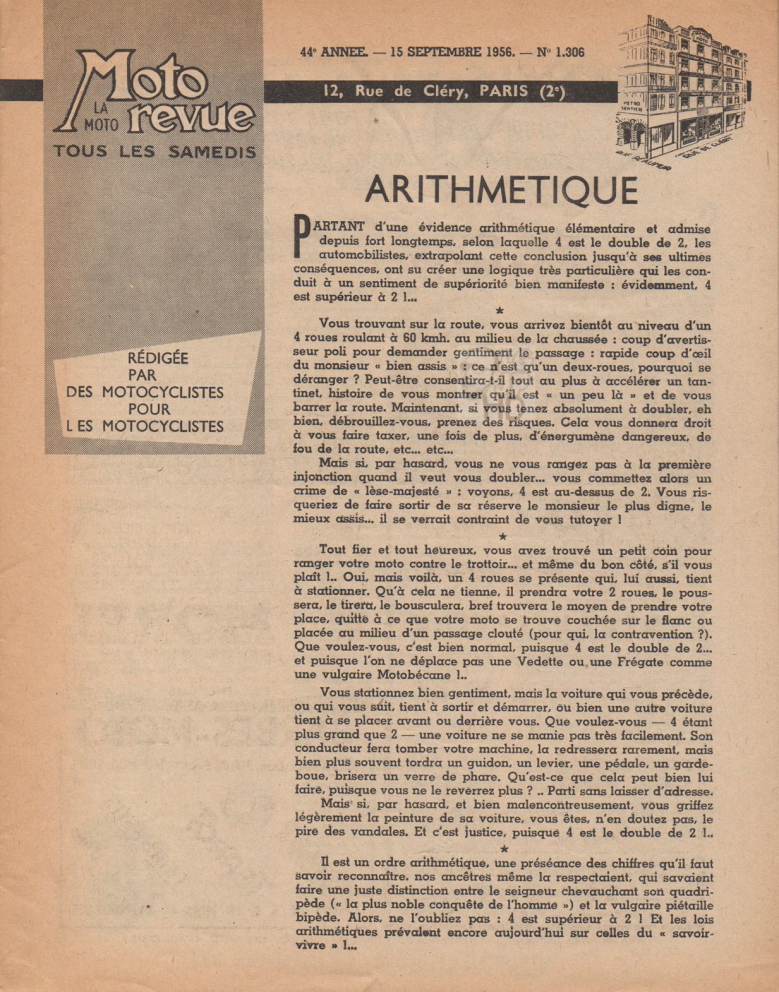 Moto
LA
MOTO
revue
TOUS LES SAMEDIS
44e ANNEE. — 15 SEPTEMBRE 1956. — No 1.306
12, Rue de Cléry, PARIS (2e)
METRO
SENTIER
RUE REAUMUR
RUE DE CLERY
RÉDIGÉE
PAR
DES MOTOCYCLISTES
POUR
LES MOTOCYCLISTES
ARITHMETIQUE
PARTANT d'une évidence arithmétique élémentaire et admise
depuis fort longtemps, selon laquelle 4 est le double de 2, les
automobilistes, extrapolant cette conclusion jusqu'à ses ultimes
conséquences, ont su créer une logique très particulière qui les con-
duit à un sentiment de supériorité bien manifeste : évidemment, 4
est supérieur à 2 !...
★
Vous trouvant sur la route, vous arrivez bientôt au niveau d'un
4 roues roulant à 60 kmh. au milieu de la chaussée : coup d'avertis-
seur poli pour demander gentiment le passage : rapide coup d'œil
du monsieur « bien assis » : ce n'est qu'un deux-roues, pourquoi se
déranger ? Peut-être consentira-t-il tout au plus à accélérer un tan-
tinet, histoire de vous montrer qu'il est « un peu là » et de vous
barrer la route. Maintenant, si vous tenez absolument à doubler, eh
bien, débrouillez-vous, prenez des risques. Cela vous donnera droit
à vous faire taxer, une fois de plus, d'énergumène dangereux, de
fou de la route, etc... etc...
Mais si, par hasard, vous ne vous rangez pas à la première
injonction quand il veut vous doubler... vous commettez alors un
crime de « lèse-majesté » : voyons, 4 est au-dessus de 2. Vous ris-
queriez de faire sortir de sa réserve le monsieur le plus digne, le
mieux assis... il se verrait contraint de vous tutoyer !
★
Tout fier et tout heureux, vous avez trouvé un petit coin pour
ranger votre moto contre le trottoir... et même du bon côté, s'il vous
plaît !.. Oui, mais voilà, un 4 roues se présente qui, lui aussi, tient
à stationner. Qu'à cela ne tienne, il prendra votre 2 roues, le pous-
sera, le tirera, le bousculera, bref trouvera le moyen de prendre votre
place, quitte à ce que votre moto se trouve couchée sur le flanc ou
placée au milieu d'un passage clouté (pour qui, la contravention ?).
Que voulez-vous, c'est bien normal, puisque 4 est le double de 2...
et puisque l'on ne déplace pas une Vedette ou une Frégate comme
une vulgaire Motobécane !..
Vous stationnez bien gentiment, mais la voiture qui vous précède,
ou qui vous suit, tient à sortir et démarrer, ou bien une autre voiture
tient à se placer avant ou derrière vous. Que voulez-vous — 4 étant
plus grand que 2 — une voiture ne se manie pas très facilement. Son
conducteur fera tomber votre machine, la redressera rarement, mais
bien plus souvent tordra un guidon, un levier, une pédale, un garde-
boue, brisera un verre de phare. Qu'est-ce que cela peut bien lui
faire, puisque vous ne le reverrez plus ? .. Parti sans laisser d'adresse.
Mais si, par hasard, et bien malencontreusement, vous griffez
légèrement la peinture de sa voiture, vous êtes, n'en doutez pas, le
pire des vandales. Et c'est justice, puisque 4 est le double de 2 !..
★
Il est un ordre arithmétique, une préséance des chiffres qu'il faut
savoir reconnaître. nos ancêtres même la respectaient, qui savaient
faire une juste distinction entre le seigneur chevauchant son quadri-
pède (« la plus noble conquête de l'homme ») et la vulgaire piétaille
bipède. Alors, ne l'oubliez pas : 4 est supérieur à 2 ! Et les lois
arithmétiques prévalent encore aujourd'hui sur celles du « savoir-
vivre » !...